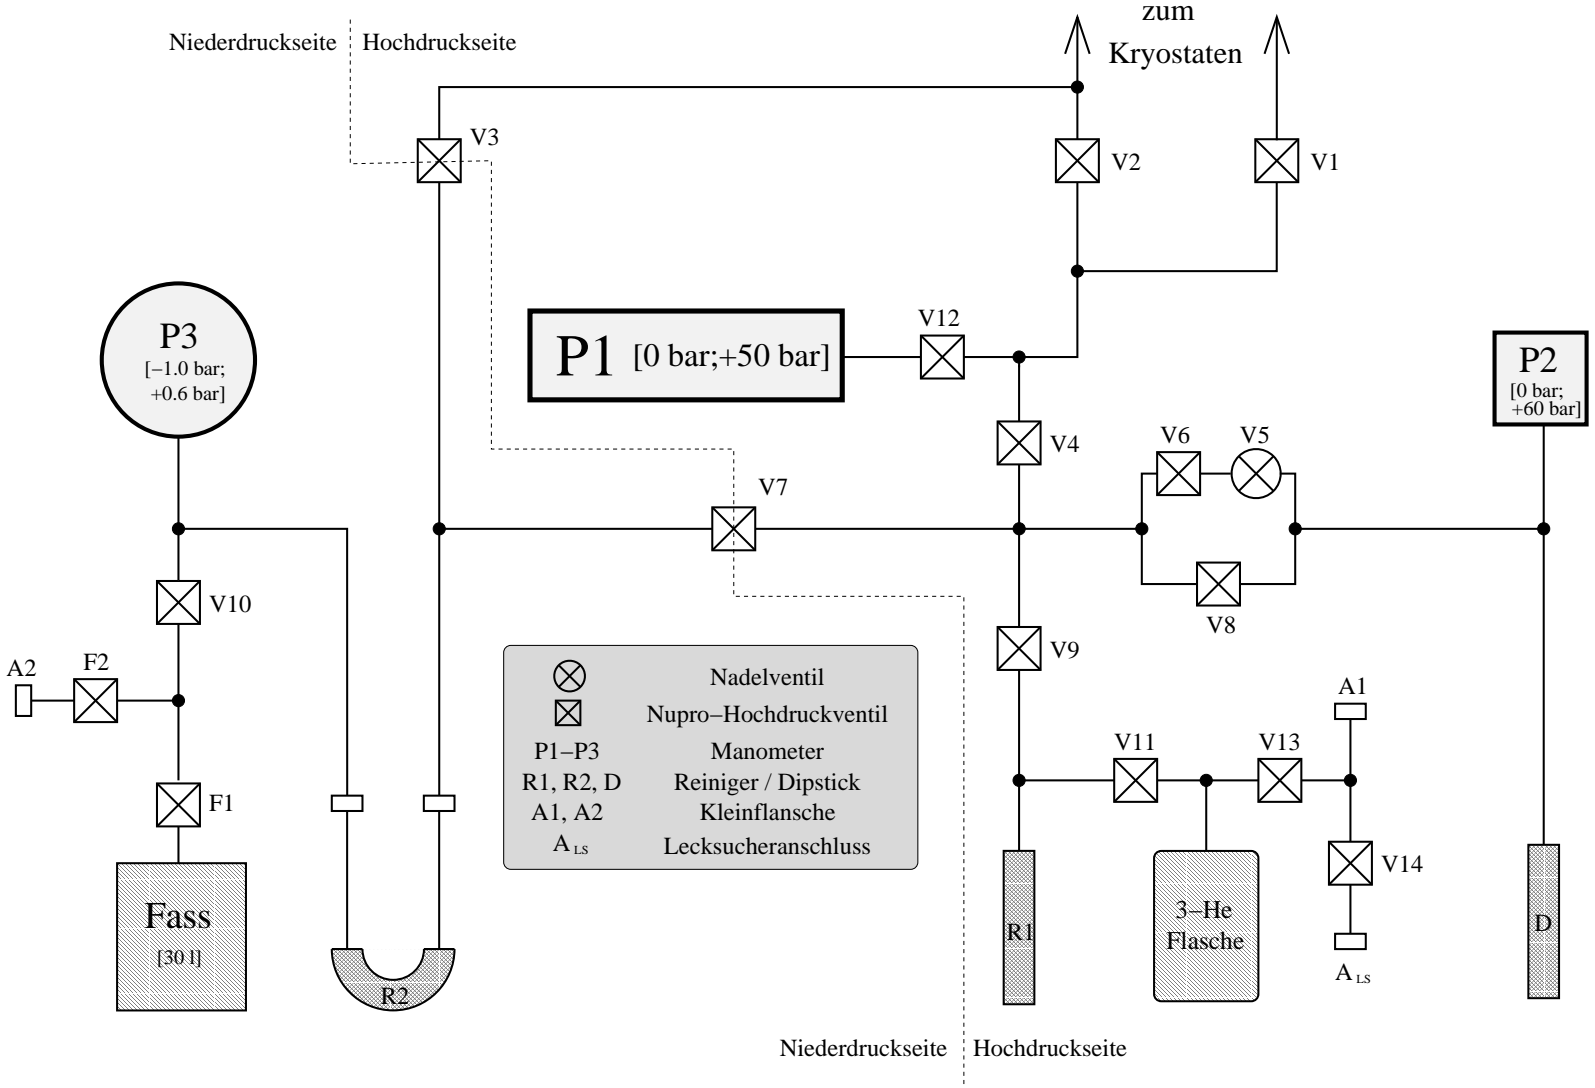 zum
Niederdruckseite Hochdruckseite
Kryostaten
V3
V2
V1
V12
P3
[−1.0 bar;
+0.6 bar]
P1 [0 bar;+50 bar]
P2
[0 bar;
+60 bar]
V6
V5
V4
V7
V10
V8
V9
A2
F2
Nadelventil
Nupro−Hochdruckventil
P1−P3 Manometer
R1, R2, D Reiniger / Dipstick
A1, A2 Kleinflansche
A LS Lecksucheranschluss
A1
V11
V13
F1
V14
Fass
[30 l]
R2
R1
3−He
Flasche
D
A LS
Niederdruckseite Hochdruckseite